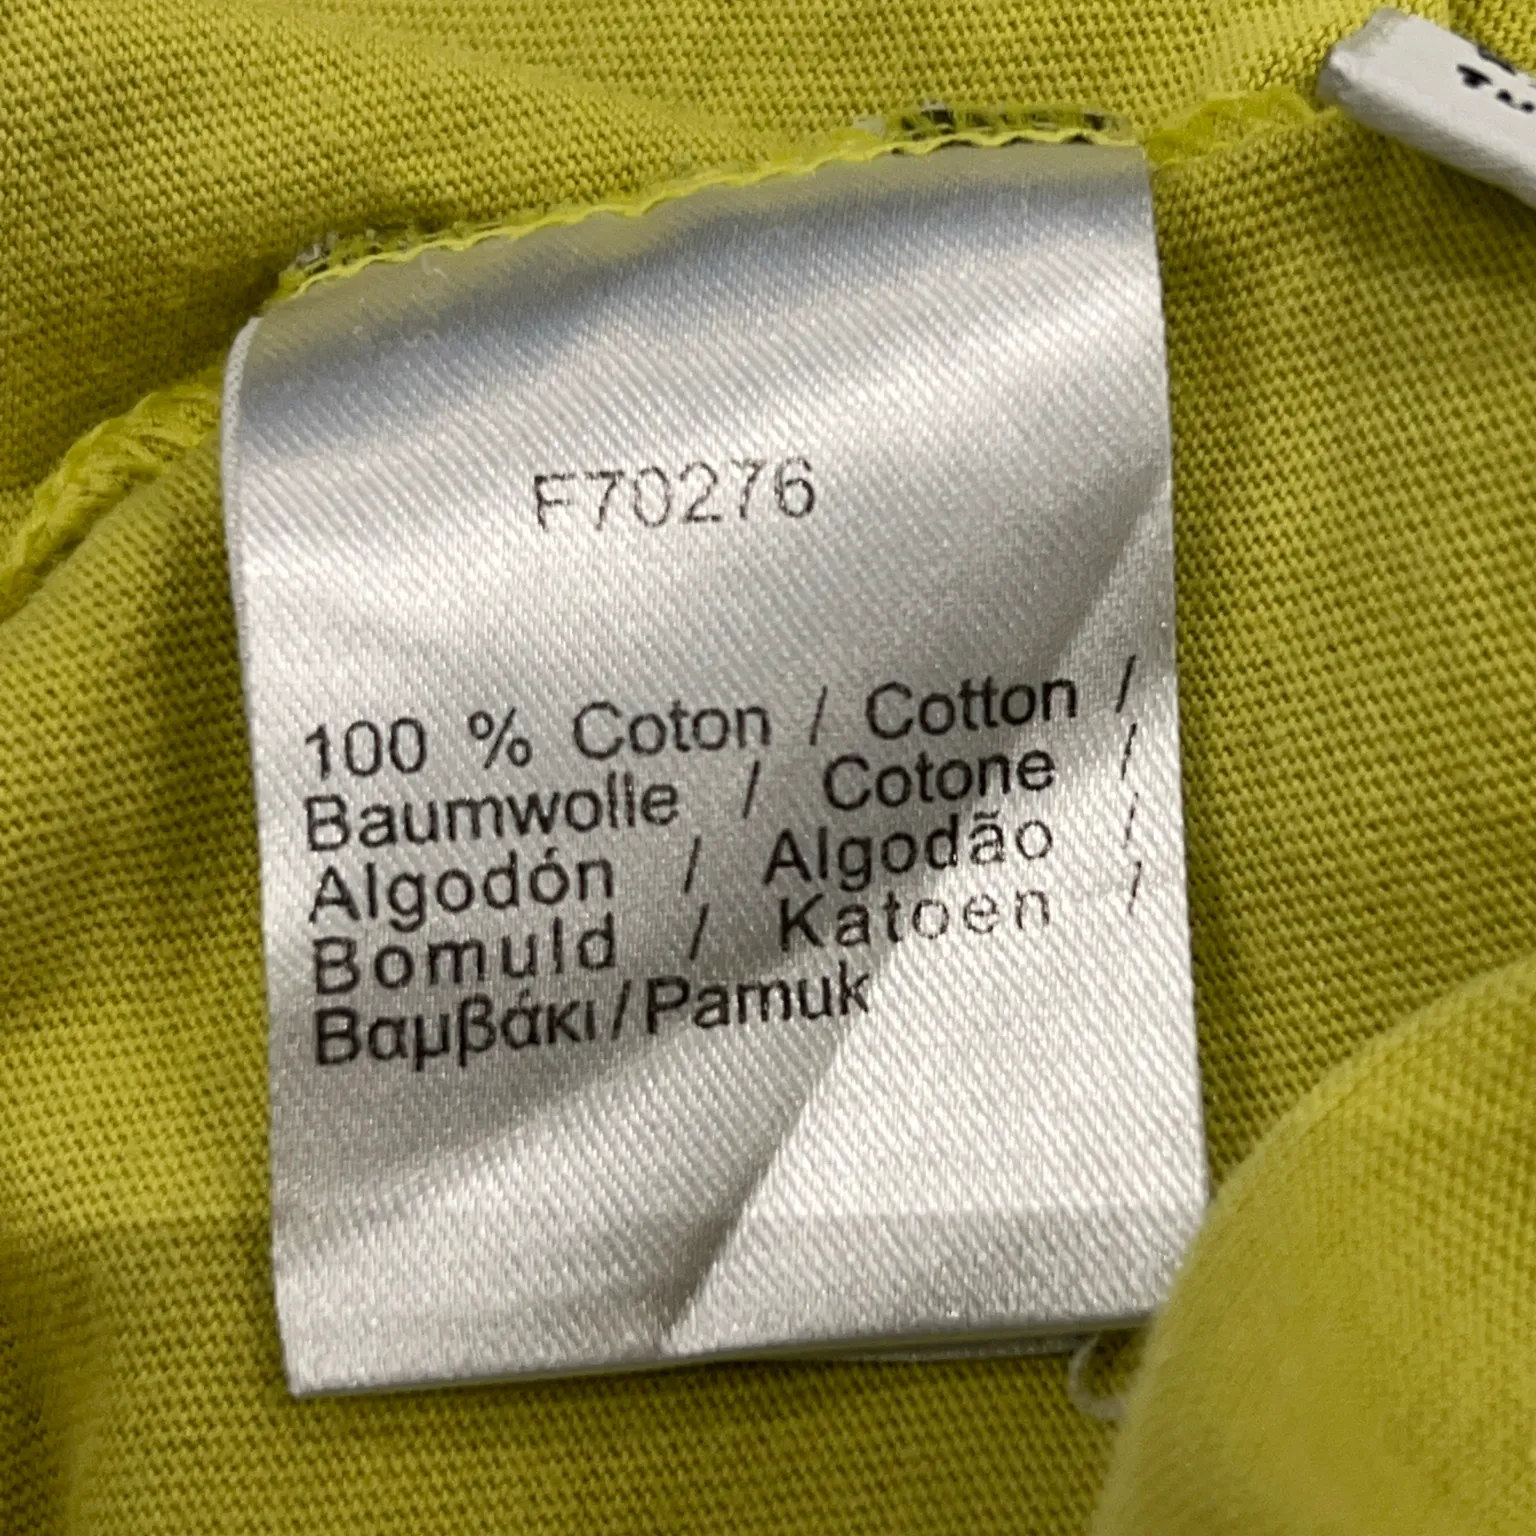 F70276
100 % Coton / Cotton /
Baumwolle / Cotone /
Algodón / Algodão /
Bomuld / Katoen /
Βαμβάκι/Pamuk